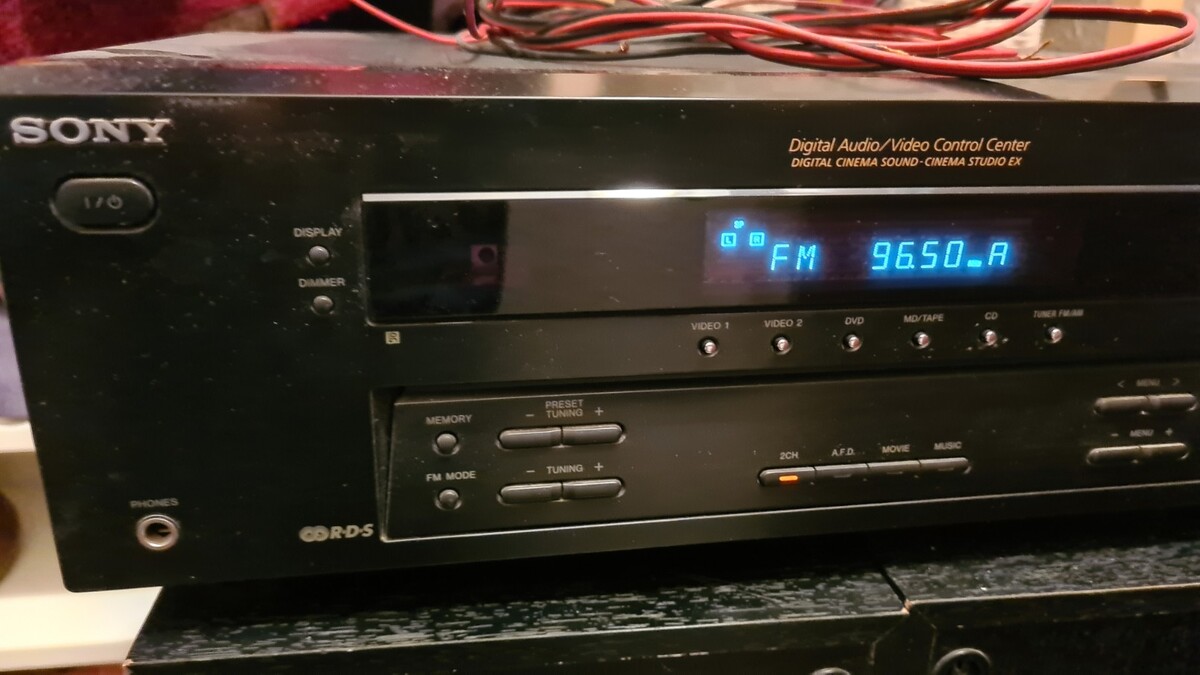 SONY
Digital Audio/Video Control Center
DIGITAL CINEMA SOUND-CINEMA STUDIO EX
I/⏻
DISPLAY
DIMMER
SP
L R
FM 96.50 A
VIDEO 1 VIDEO 2 DVD MD/TAPE CD TUNER FM/AM
< MENU >
MEMORY
PRESET
- TUNING +
- MENU +
2CH A.F.D. MOVIE MUSIC
FM MODE
- TUNING +
PHONES
R·D·S